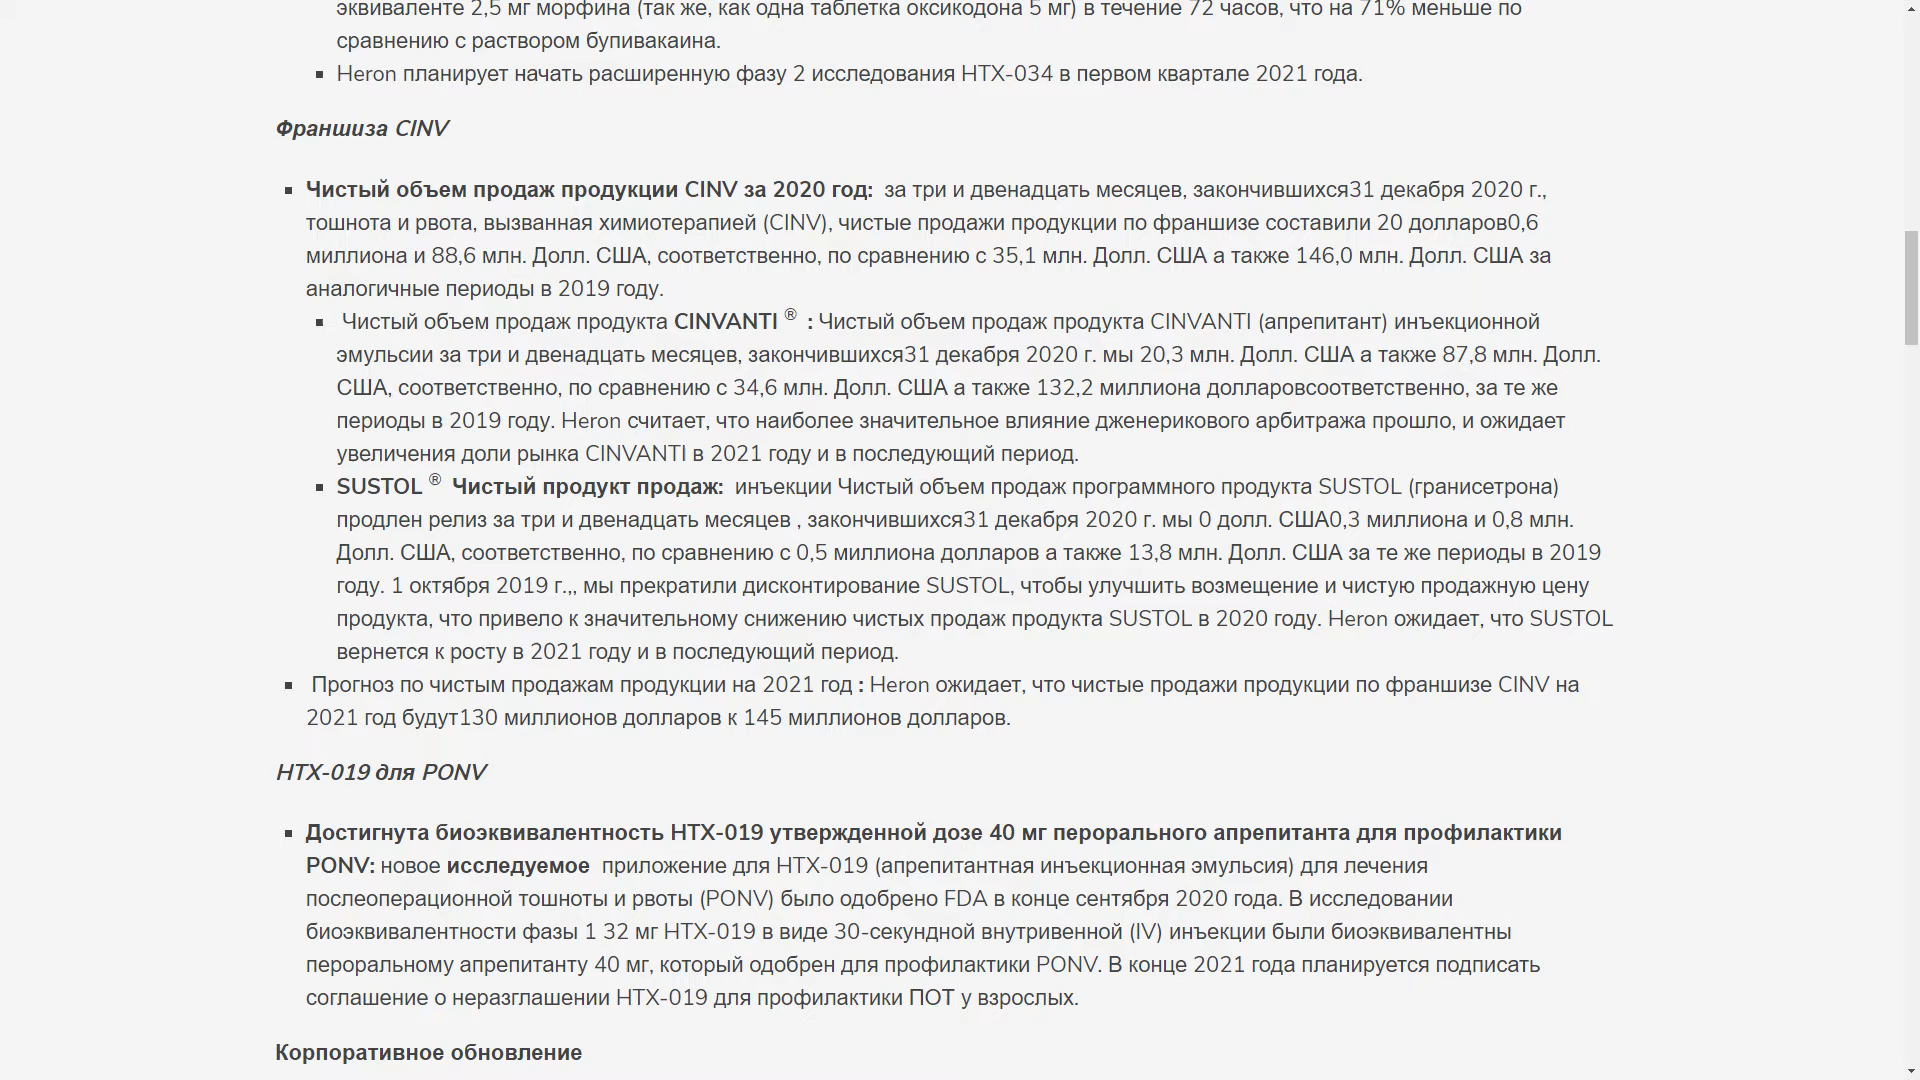 эквиваленте 2,5 мг морфина (так же, как одна таблетка оксикодона 5 мг) в течение 72 часов, что на 71% меньше по
сравнению с раствором бупивакаина.
Heron планирует начать расширенную фазу 2 исследования HTX-034 в первом квартале 2021 года.
Франшиза CINV
Чистый объем продаж продукции CINV за 2020 год: за три и двенадцать месяцев, закончившихся31 декабря 2020 г.,
тошнота и рвота, вызванная химиотерапией (CINV), чистые продажи продукции по франшизе составили 20 долларов0,6
миллиона и 88,6 млн. Долл. США, соответственно, по сравнению с 35,1 млн. Долл. США а также 146,0 млн. Долл. США за
аналогичные периоды в 2019 году.
Чистый объем продаж продукта CINVANTI ® : Чистый объем продаж продукта CINVANTI (апрепитант) инъекционной
эмульсии за три и двенадцать месяцев, закончившихся31 декабря 2020 г. мы 20,3 млн. Долл. США а также 87,8 млн. Долл.
США, соответственно, по сравнению с 34,6 млн. Долл. США а также 132,2 миллиона долларовсоответственно, за те же
периоды в 2019 году. Heron считает, что наиболее значительное влияние дженерикового арбитража прошло, и ожидает
увеличения доли рынка CINVANTI в 2021 году и в последующий период.
SUSTOL ® Чистый продукт продаж: инъекции Чистый объем продаж программного продукта SUSTOL (гранисетрона)
продлен релиз за три и двенадцать месяцев , закончившихся31 декабря 2020 г. мы 0 долл. США0,3 миллиона и 0,8 млн.
Долл. США, соответственно, по сравнению с 0,5 миллиона долларов а также 13,8 млн. Долл. США за те же периоды в 2019
году. 1 октября 2019 г.,, мы прекратили дисконтирование SUSTOL, чтобы улучшить возмещение и чистую продажную цену
продукта, что привело к значительному снижению чистых продаж продукта SUSTOL в 2020 году. Heron ожидает, что SUSTOL
вернется к росту в 2021 году и в последующий период.
Прогноз по чистым продажам продукции на 2021 год : Heron ожидает, что чистые продажи продукции по франшизе CINV на
2021 год будут130 миллионов долларов к 145 миллионов долларов.
HTX-019 для PONV
Достигнута биоэквивалентность HTX-019 утвержденной дозе 40 мг перорального апрепитанта для профилактики
PONV: новое исследуемое приложение для HTX-019 (апрепитантная инъекционная эмульсия) для лечения
послеоперационной тошноты и рвоты (PONV) было одобрено FDA в конце сентября 2020 года. В исследовании
биоэквивалентности фазы 1 32 мг HTX-019 в виде 30-секундной внутривенной (IV) инъекции были биоэквивалентны
пероральному апрепитанту 40 мг, который одобрен для профилактики PONV. В конце 2021 года планируется подписать
соглашение о неразглашении HTX-019 для профилактики ПОТ у взрослых.
Корпоративное обновление